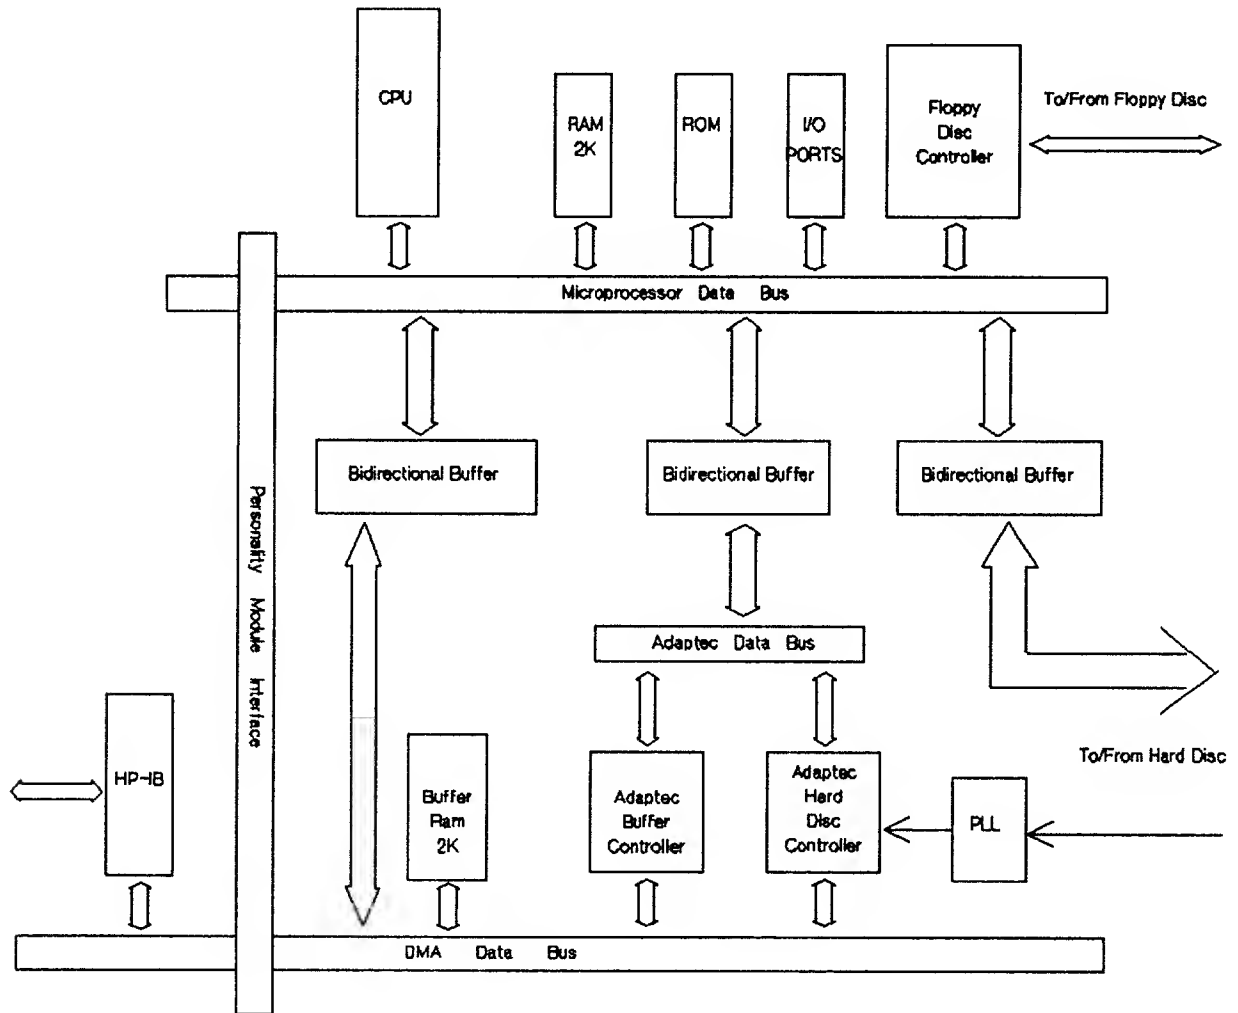 CPU
RAM
2K
ROM
I/O
PORTS
Floppy
Disc
Controller
To/From Floppy Disc
Microprocessor Data Bus
Bidirectional Buffer
Bidirectional Buffer
Bidirectional Buffer
Personality Module Interface
Adaptec Data Bus
To/From Hard Disc
HP-IB
Buffer
Ram
2K
Adaptec
Buffer
Controller
Adaptec
Hard
Disc
Controller
PLL
DMA Data Bus